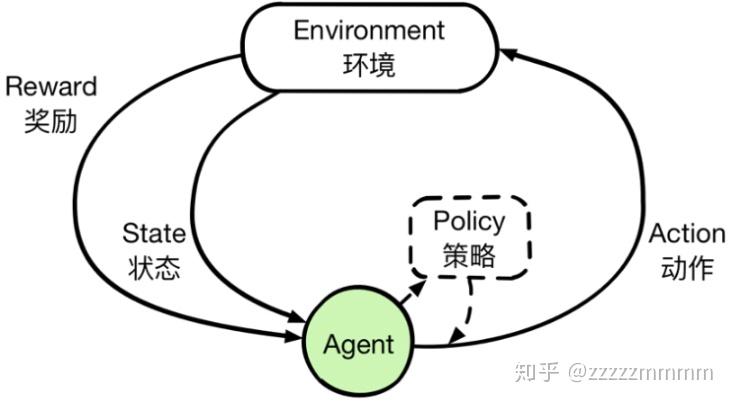 Environment
环境
Reward
奖励
Policy
策略
State
状态
Action
动作
Agent
知乎 @zzzzzmmmm